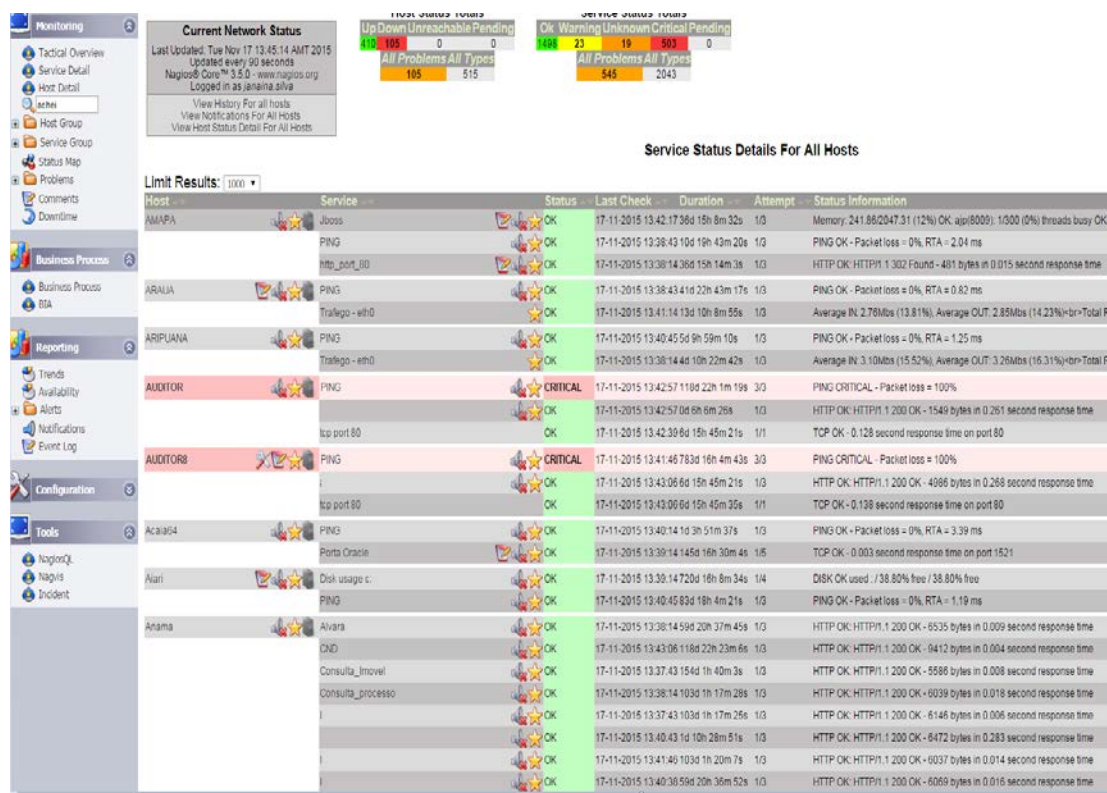 Monitoring
Tactical Overview
Service Detail
Host Detail
achei
Host Group
Service Group
Status Map
Problems
Comments
Downtime
Business Process
Business Process
BIA
Reporting
Trends
Availability
Alerts
Notifications
Event Log
Configuration
Tools
NagiosQL
Nagvis
Incident
Current Network Status
Last Updated: Tue Nov 17 13:45:14 AMT 2015
Updated every 90 seconds
Nagios® Core™ 3.5.0 - www.nagios.org
Logged in as janaina.silva
View History For all hosts
View Notifications For All Hosts
View Host Status Detail For All Hosts
Host Status Totals
Up Down Unreachable Pending
410 105 0 0
All Problems All Types
105 515
Service Status Totals
Ok Warning Unknown Critical Pending
1498 23 19 503 0
All Problems All Types
545 2043
Service Status Details For All Hosts
Limit Results: 1000
Host Service Status Last Check Duration Attempt Status Information
AMAPA Jboss OK 17-11-2015 13:42:17 36d 15h 8m 32s 1/3 Memory: 241.86/2047.31 (12%) OK: ajp(8009): 1/300 (0%) threads busy OK
PING OK 17-11-2015 13:38:43 10d 19h 43m 20s 1/3 PING OK - Packet loss = 0%, RTA = 2.04 ms
http_port_80 OK 17-11-2015 13:38:14 36d 15h 14m 3s 1/3 HTTP OK: HTTP/1.1 302 Found - 481 bytes in 0.015 second response time
ARAUA PING OK 17-11-2015 13:38:43 41d 22h 43m 17s 1/3 PING OK - Packet loss = 0%, RTA = 0.82 ms
Trafego - eth0 OK 17-11-2015 13:41:14 13d 10h 8m 55s 1/3 Average IN: 2.76Mbs (13.81%), Average OUT: 2.85Mbs (14.23%)<br>Total
ARIPUANA PING OK 17-11-2015 13:40:45 5d 9h 59m 10s 1/3 PING OK - Packet loss = 0%, RTA = 1.25 ms
Trafego - eth0 OK 17-11-2015 13:38:14 4d 10h 22m 42s 1/3 Average IN: 3.10Mbs (15.52%), Average OUT: 3.26Mbs (16.31%)<br>Total
AUDITOR PING CRITICAL 17-11-2015 13:42:57 118d 22h 1m 19s 3/3 PING CRITICAL - Packet loss = 100%
OK 17-11-2015 13:42:57 0d 6h 6m 26s 1/3 HTTP OK: HTTP/1.1 200 OK - 1549 bytes in 0.261 second response time
tcp port 80 OK 17-11-2015 13:42:39 6d 15h 45m 21s 1/1 TCP OK - 0.128 second response time on port 80
AUDITOR8 PING CRITICAL 17-11-2015 13:41:46 783d 16h 4m 43s 3/3 PING CRITICAL - Packet loss = 100%
OK 17-11-2015 13:43:06 6d 15h 45m 21s 1/3 HTTP OK: HTTP/1.1 200 OK - 4986 bytes in 0.268 second response time
tcp port 80 OK 17-11-2015 13:43:06 6d 15h 45m 35s 1/1 TCP OK - 0.138 second response time on port 80
Acaia64 PING OK 17-11-2015 13:40:14 1d 3h 51m 37s 1/3 PING OK - Packet loss = 0%, RTA = 3.39 ms
Porta Oracle OK 17-11-2015 13:39:14 145d 16h 30m 4s 1/5 TCP OK - 0.003 second response time on port 1521
Disk usage c: OK 17-11-2015 13:39:14 720d 16h 8m 34s 1/4 DISK OK used : / 38.80% free / 38.80% free
PING OK 17-11-2015 13:40:45 83d 18h 4m 21s 1/3 PING OK - Packet loss = 0%, RTA = 1.19 ms
Anama Alvara OK 17-11-2015 13:38:14 59d 20h 37m 45s 1/3 HTTP OK: HTTP/1.1 200 OK - 6535 bytes in 0.009 second response time
CND OK 17-11-2015 13:43:06 118d 22h 23m 6s 1/3 HTTP OK: HTTP/1.1 200 OK - 9412 bytes in 0.004 second response time
Consulta_Imovel OK 17-11-2015 13:37:43 154d 1h 40m 3s 1/3 HTTP OK: HTTP/1.1 200 OK - 5586 bytes in 0.008 second response time
Consulta_processo OK 17-11-2015 13:38:14 103d 1h 17m 28s 1/3 HTTP OK: HTTP/1.1 200 OK - 6039 bytes in 0.018 second response time
OK 17-11-2015 13:37:43 103d 1h 17m 25s 1/3 HTTP OK: HTTP/1.1 200 OK - 6146 bytes in 0.006 second response time
OK 17-11-2015 13:40:43 1d 10h 28m 51s 1/3 HTTP OK: HTTP/1.1 200 OK - 6472 bytes in 0.283 second response time
OK 17-11-2015 13:41:46 103d 1h 20m 7s 1/3 HTTP OK: HTTP/1.1 200 OK - 6037 bytes in 0.014 second response time
OK 17-11-2015 13:40:38 59d 20h 36m 52s 1/3 HTTP OK: HTTP/1.1 200 OK - 6069 bytes in 0.016 second response time